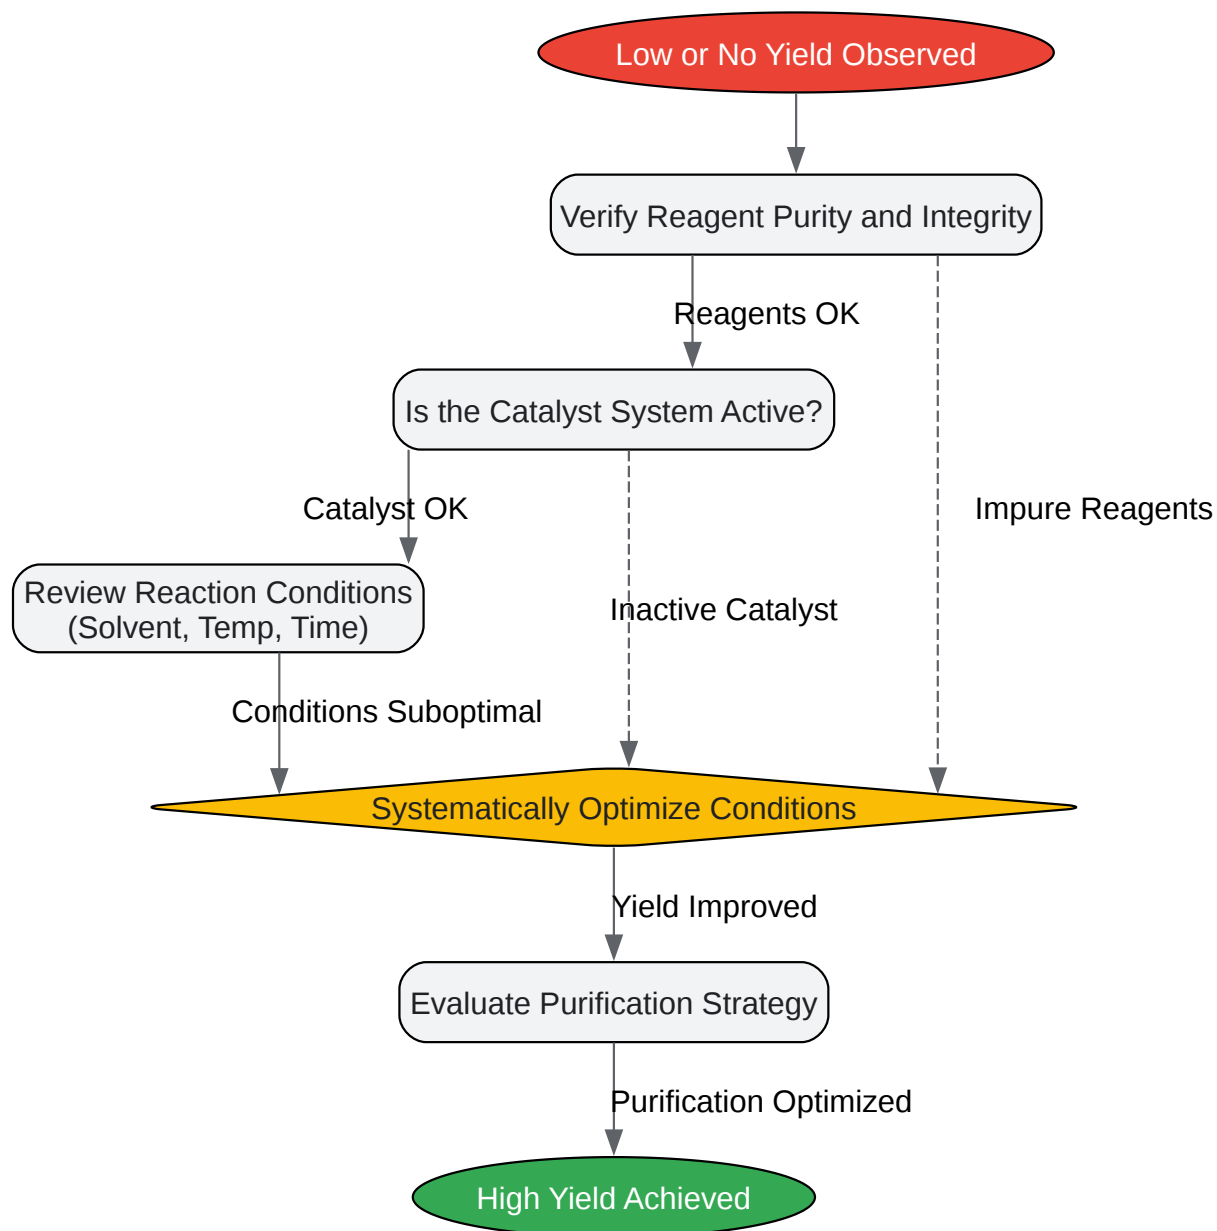 Low or No Yield Observed
Verify Reagent Purity and Integrity
Reagents OK
Is the Catalyst System Active?
Catalyst OK
Impure Reagents
Review Reaction Conditions
(Solvent, Temp, Time)
Inactive Catalyst
Conditions Suboptimal
Systematically Optimize Conditions
Yield Improved
Evaluate Purification Strategy
Purification Optimized
High Yield Achieved